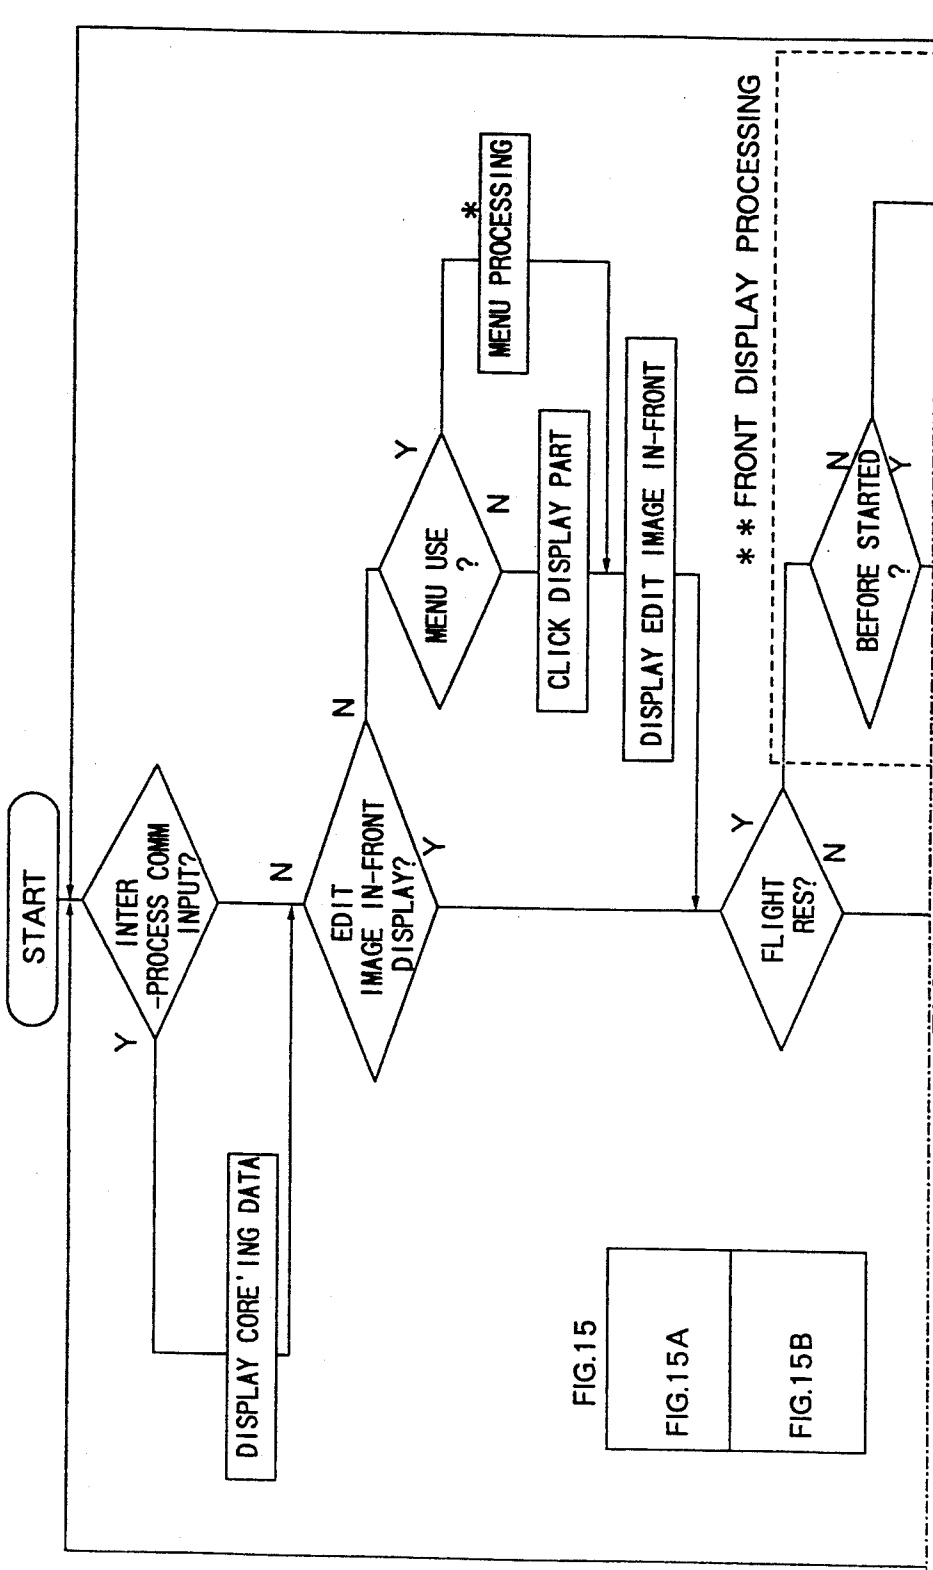 START
INTER
-PROCESS COMM
INPUT?
Y
N
DISPLAY CORE'ING DATA
EDIT
IMAGE IN-FRONT
DISPLAY?
N
Y
MENU USE
?
Y
N
*
MENU PROCESSING
CLICK DISPLAY PART
DISPLAY EDIT IMAGE IN-FRONT
FLIGHT
RES?
Y
N
* * FRONT DISPLAY PROCESSING
BEFORE STARTED
?
N
Y
FIG.15
FIG.15A
FIG.15B